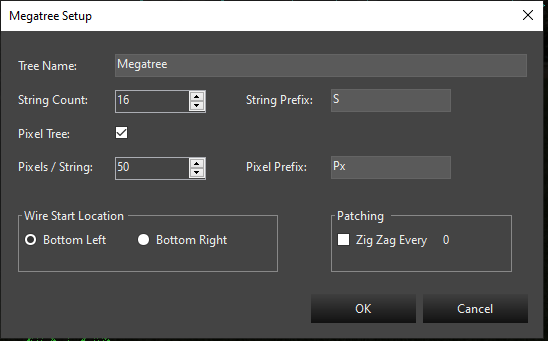 Megatree Setup
Tree Name: Megatree
String Count: 16 String Prefix: S
Pixel Tree:
Pixels / String: 50 Pixel Prefix: Px
Wire Start Location Patching
Bottom Left Bottom Right Zig Zag Every 0
OK Cancel